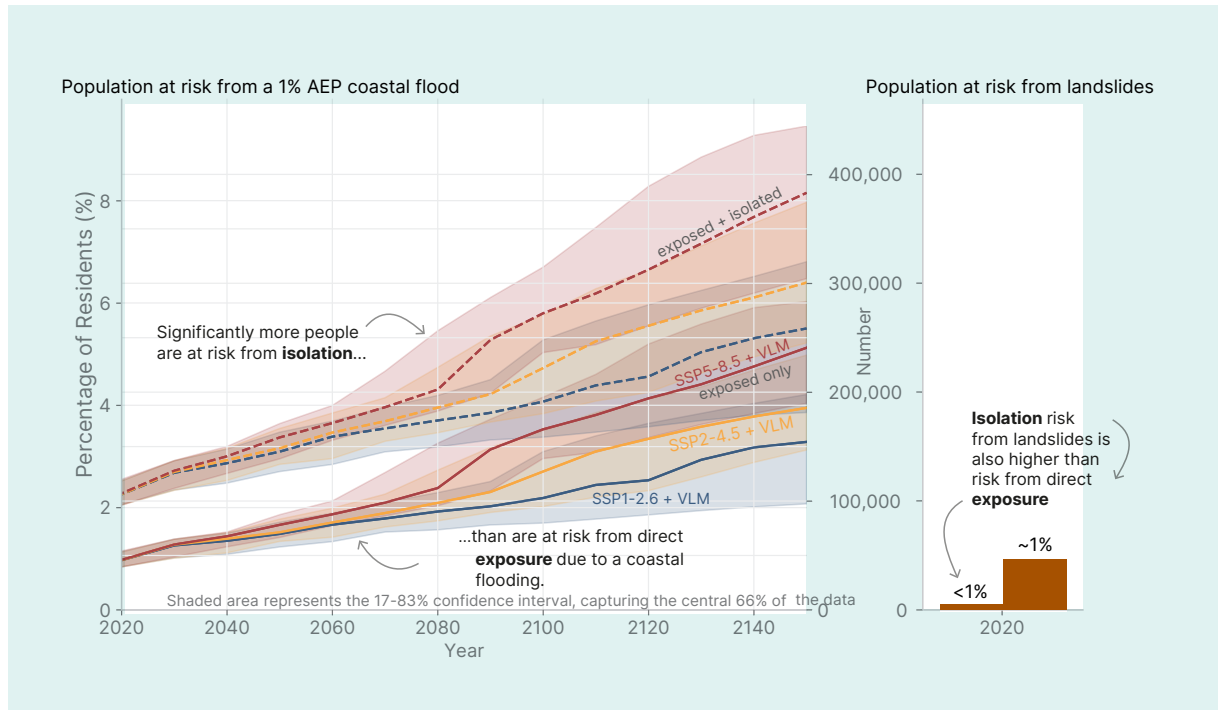 Population at risk from a 1% AEP coastal flood
Percentage of Residents (%)
8
6
4
2
0
2020
2040
2060
2080
2100
2120
2140
Year
Significantly more people
are at risk from isolation...
exposed + isolated
SSP5-8.5 + VLM
exposed only
SSP2-4.5 + VLM
SSP1-2.6 + VLM
...than are at risk from direct
exposure due to a coastal
flooding.
Shaded area represents the 17-83% confidence interval, capturing the central 66% of the data
400,000
300,000
200,000
100,000
0
Number
Population at risk from landslides
Isolation risk
from landslides is
also higher than
risk from direct
exposure
<1%
~1%
0
2020